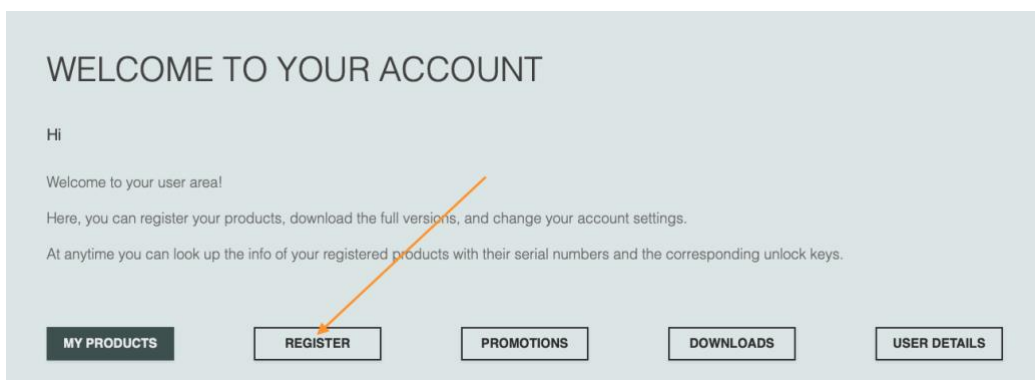 WELCOME TO YOUR ACCOUNT
Hi
Welcome to your user area!
Here, you can register your products, download the full versions, and change your account settings.
At anytime you can look up the info of your registered products with their serial numbers and the corresponding unlock keys.
MY PRODUCTS REGISTER PROMOTIONS DOWNLOADS USER DETAILS